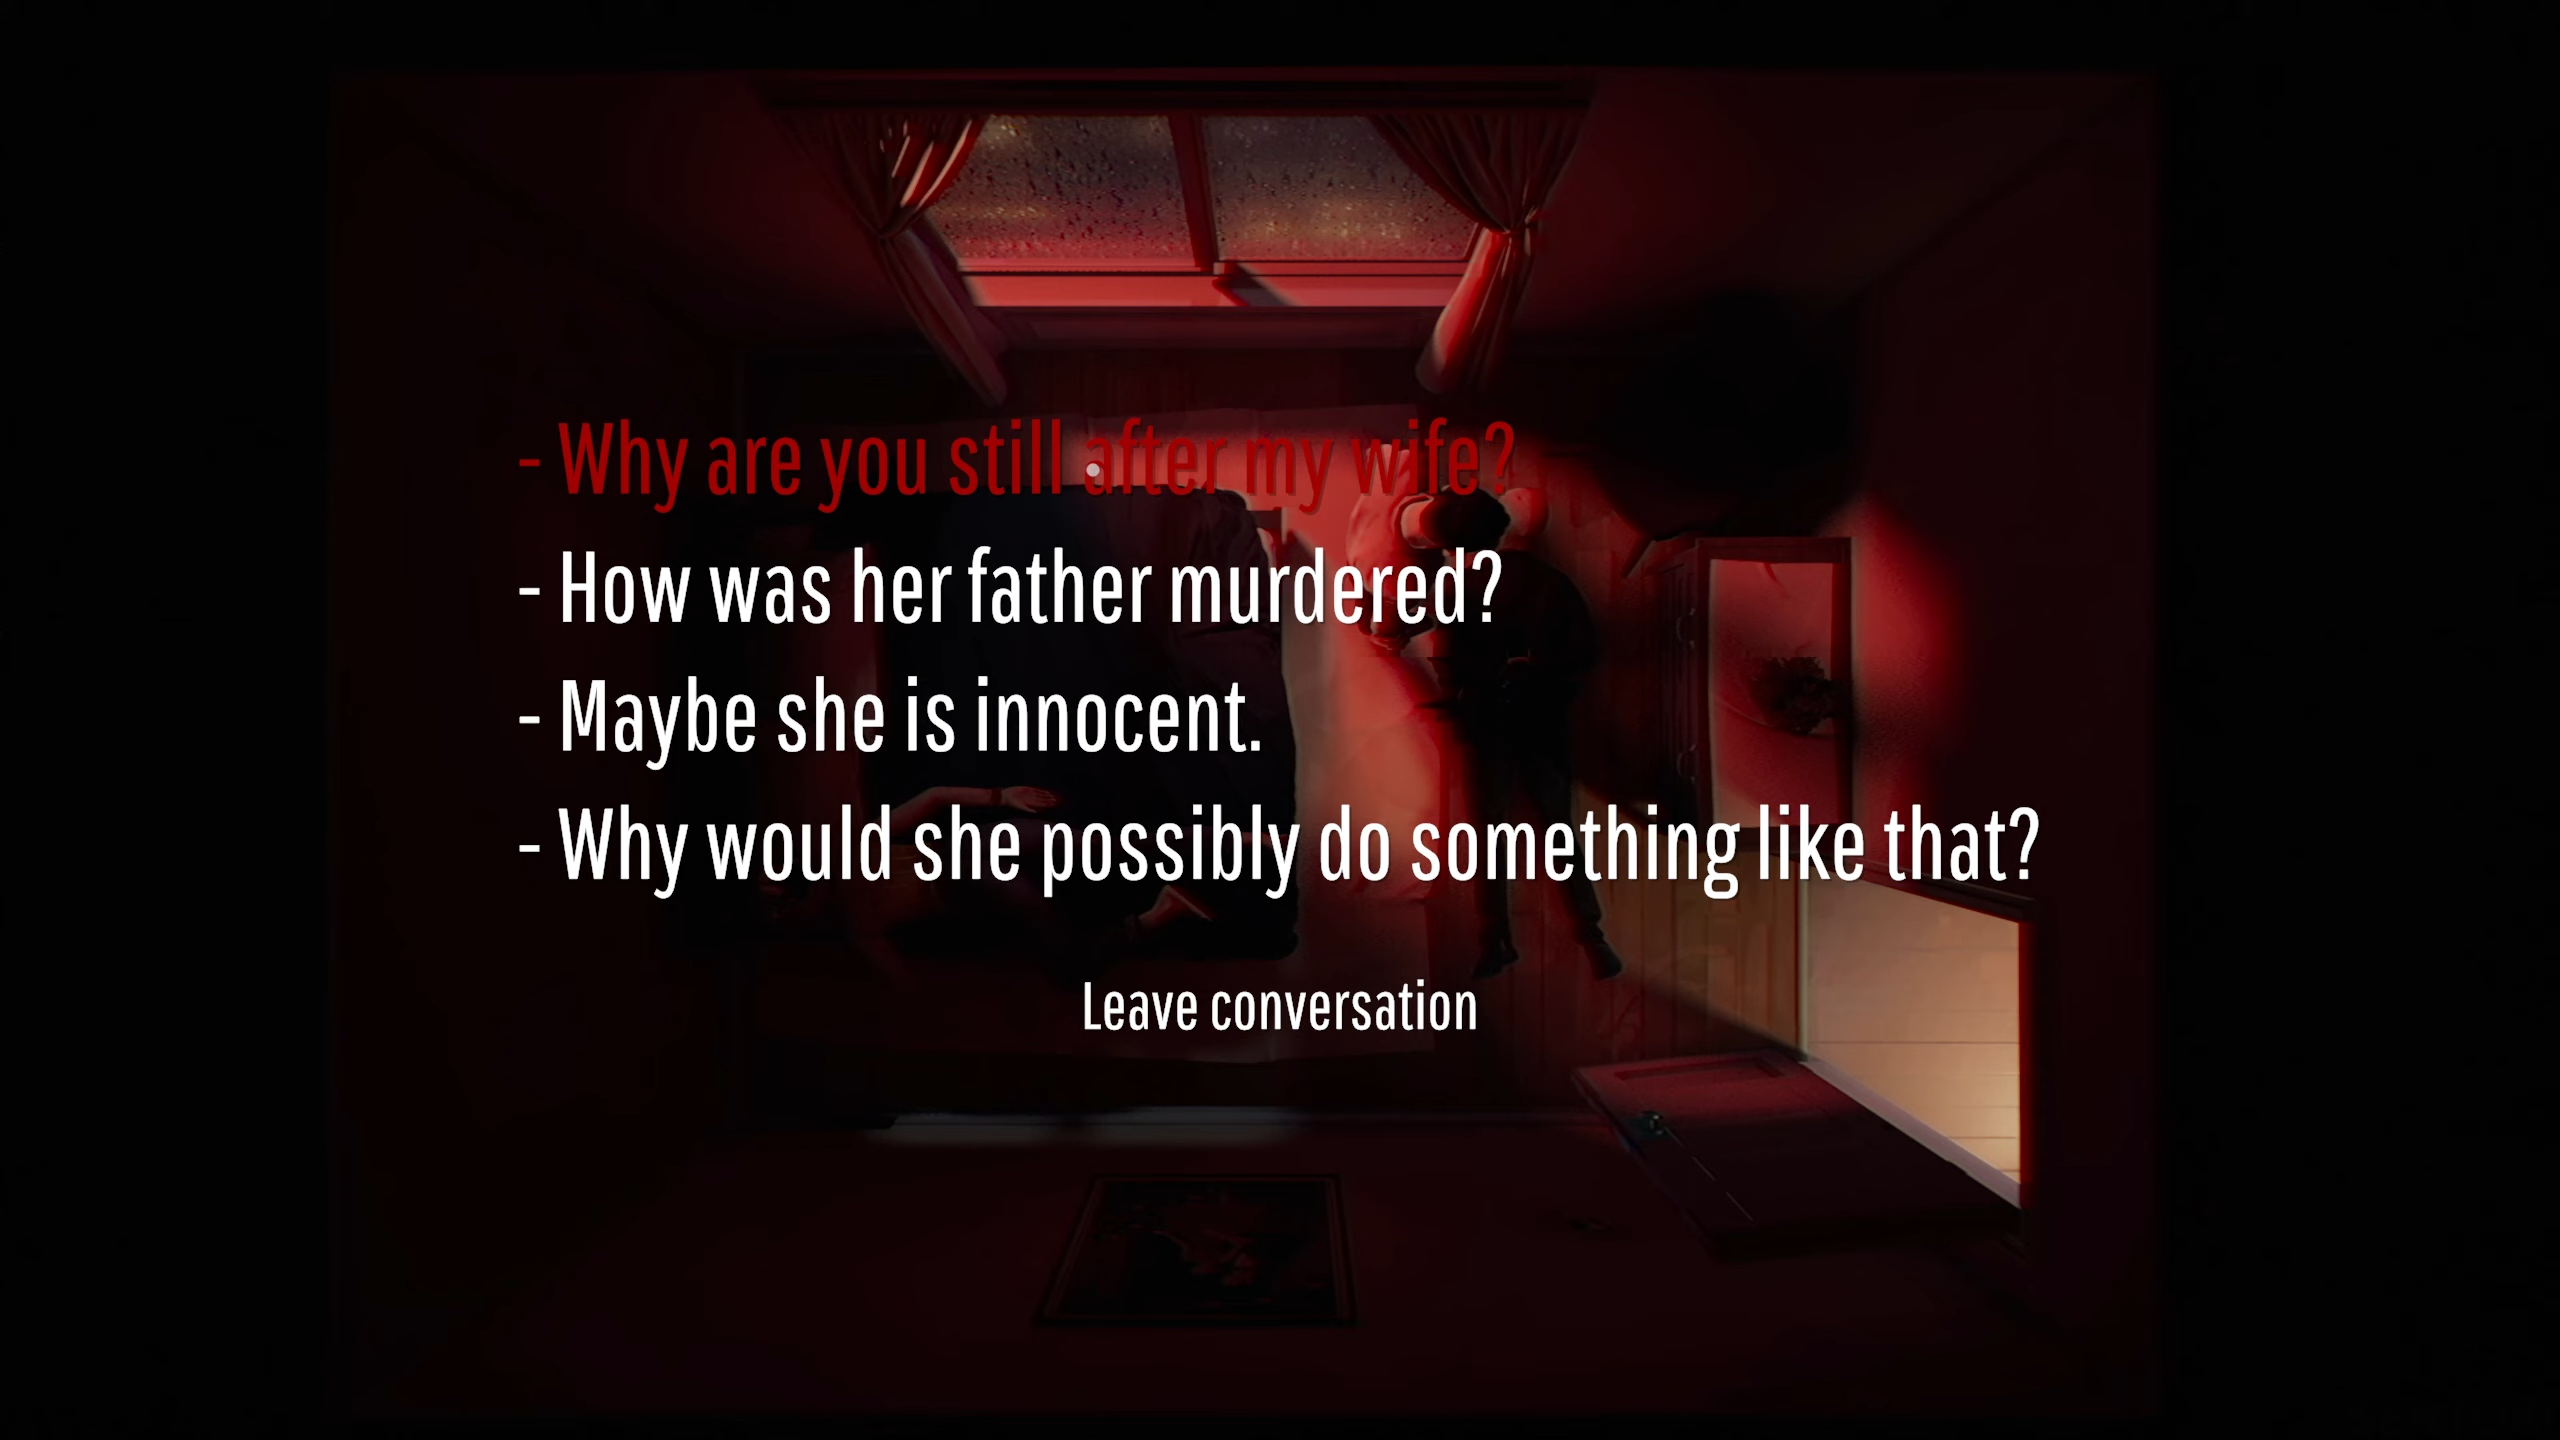 - Why are you still after my wife?
- How was her father murdered?
- Maybe she is innocent.
- Why would she possibly do something like that?
Leave conversation